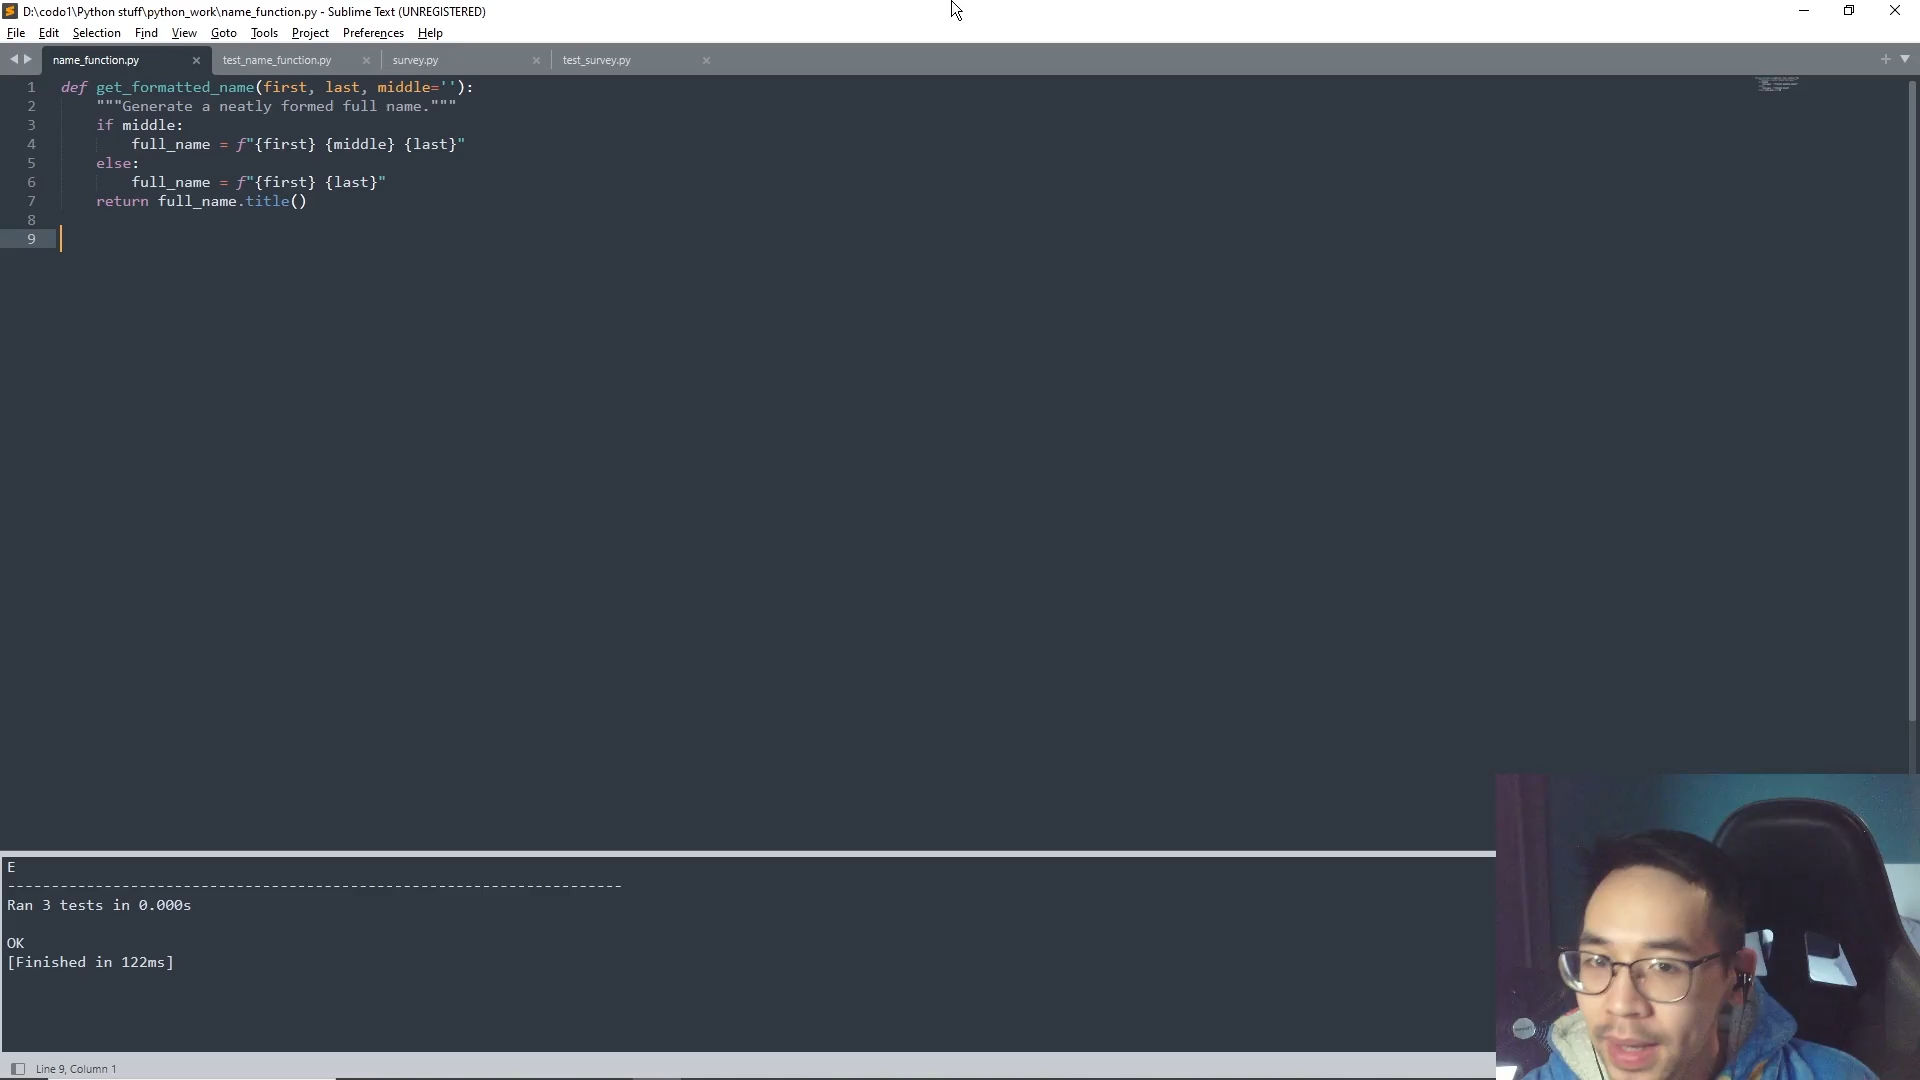 D:\codo1\Python stuff\python_work\name_function.py - Sublime Text (UNREGISTERED)
File Edit Selection Find View Goto Tools Project Preferences Help
name_function.py test_name_function.py survey.py test_survey.py
1 def get_formatted_name(first, last, middle=''):
2 """Generate a neatly formed full name."""
3 if middle:
4 full_name = f"{first} {middle} {last}"
5 else:
6 full_name = f"{first} {last}"
7 return full_name.title()
8
9
E
----------------------------------------------------------------------
Ran 3 tests in 0.000s
OK
[Finished in 122ms]
Line 9, Column 1